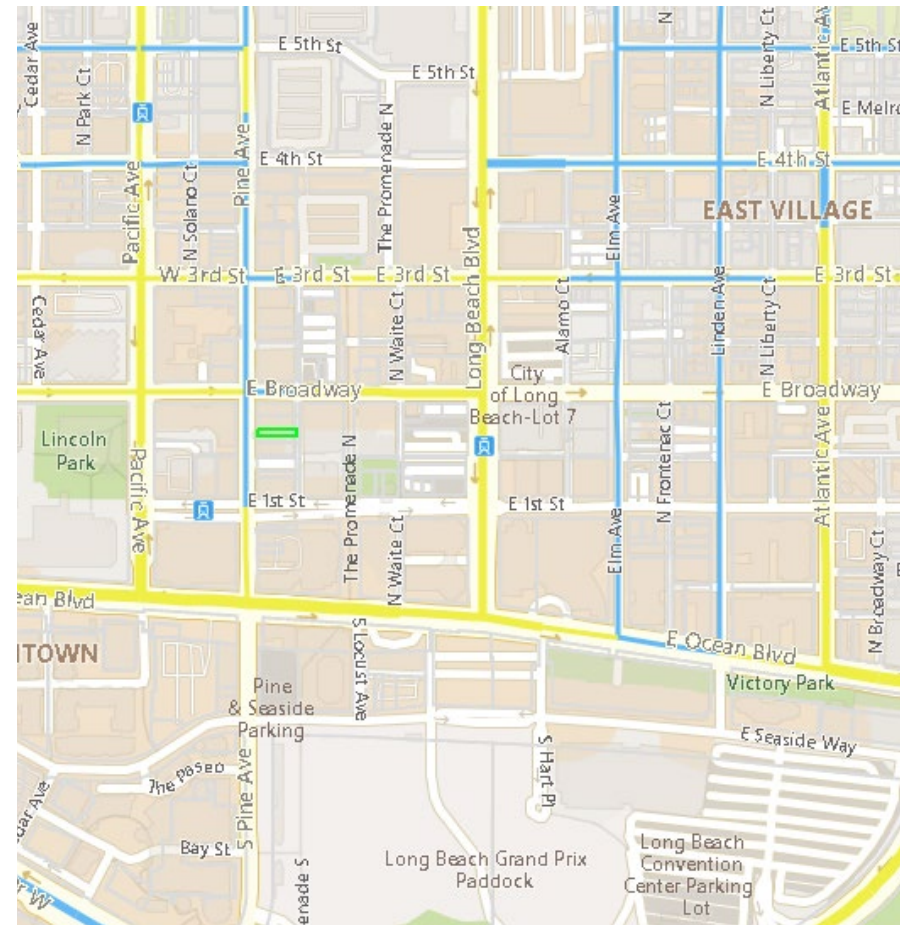 Cedar Ave
N Park Ct
E 5th St
E 5th St
N Liberty Ct
Atlantic Av
E 5th St
E Melro
Pine Ave
The Promenade N
E 4th St
E 4th St
Pacific Ave
N Solano Ct
Elm Ave
EAST VILLAGE
W 3rd St
E 3rd St
E 3rd St
E 3rd St
Cedar Ave
N Waite Ct
Long Beach Blvd
Alamo Ct
Linden Ave
N Liberty Ct
E Broadway
City
of Long
Beach-Lot 7
E Broadway
Lincoln
Park
Pacific Ave
The Promenade N
N Frontenac Ct
Atlantic Ave
E 1st St
E 1st St
N Waite Ct
Elm Ave
N Broadway Ct
ean Blvd
E Ocean Blvd
NTOWN
S Locust Ave
Victory Park
Pine
& Seaside
Parking
E Seaside Way
S Pine Ave
The Paseo
S Hart Pl
dar Ave
Bay St
enade S
Long Beach Grand Prix
Paddock
Long Beach
Convention
Center Parking
Lot